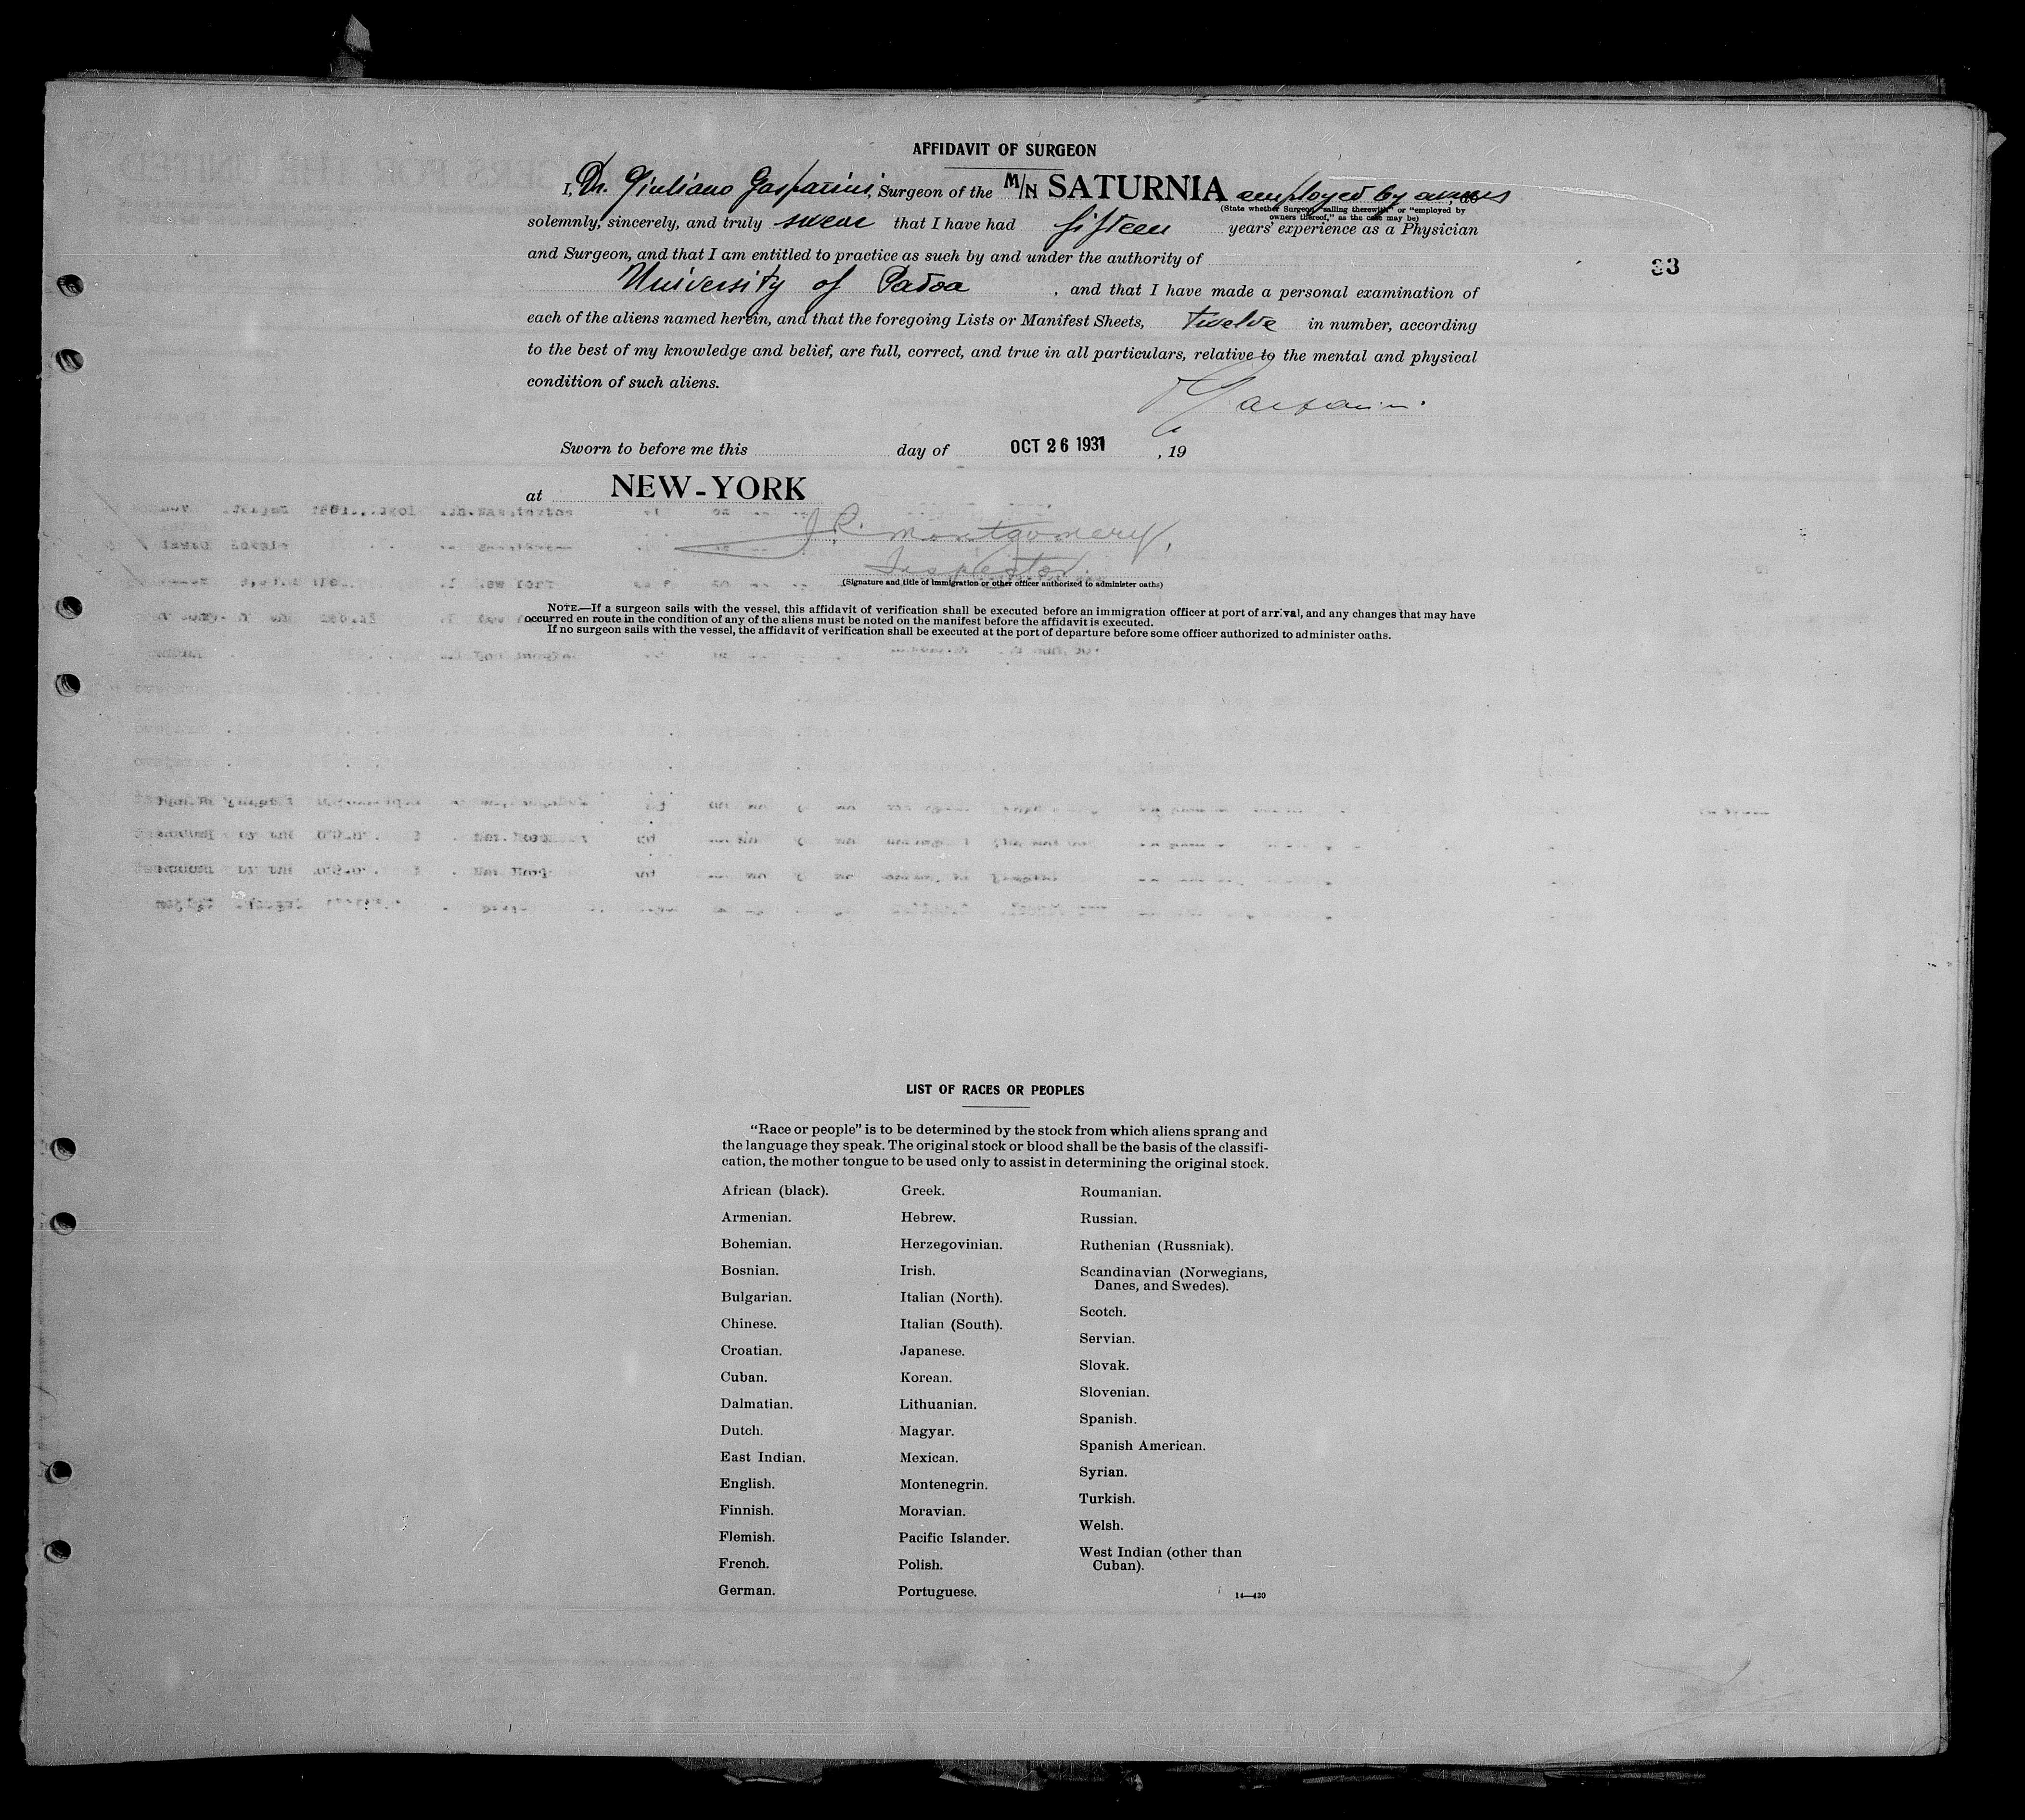 AFFIDAVIT OF SURGEON
I, Dr. Giuliano Gasparini, Surgeon of the M/N SATURNIA employed by owners, do
(State whether Surgeon "sailing therewith" or "employed by
owners thereof," as the case may be)
solemnly, sincerely, and truly swear that I have had fifteen years' experience as a Physician
and Surgeon, and that I am entitled to practice as such by and under the authority of
33
University of Padoa, and that I have made a personal examination of
each of the aliens named herein, and that the foregoing Lists or Manifest Sheets, twelve in number, according
to the best of my knowledge and belief, are full, correct, and true in all particulars, relative to the mental and physical
condition of such aliens.
Gasparini
Sworn to before me this day of OCT 26 1931, 19
at NEW-YORK
J.R. Montgomery,
Inspector.
(Signature and title of immigration or other officer authorized to administer oaths)
NOTE.—If a surgeon sails with the vessel, this affidavit of verification shall be executed before an immigration officer at port of arrival, and any changes that may have
occurred en route in the condition of any of the aliens must be noted on the manifest before the affidavit is executed.
If no surgeon sails with the vessel, the affidavit of verification shall be executed at the port of departure before some officer authorized to administer oaths.
LIST OF RACES OR PEOPLES
"Race or people" is to be determined by the stock from which aliens sprang and
the language they speak. The original stock or blood shall be the basis of the classifi-
cation, the mother tongue to be used only to assist in determining the original stock.
African (black).
Armenian.
Bohemian.
Bosnian.
Bulgarian.
Chinese.
Croatian.
Cuban.
Dalmatian.
Dutch.
East Indian.
English.
Finnish.
Flemish.
French.
German.
Greek.
Hebrew.
Herzegovinian.
Irish.
Italian (North).
Italian (South).
Japanese.
Korean.
Lithuanian.
Magyar.
Mexican.
Montenegrin.
Moravian.
Pacific Islander.
Polish.
Portuguese.
Roumanian.
Russian.
Ruthenian (Russniak).
Scandinavian (Norwegians,
Danes, and Swedes).
Scotch.
Servian.
Slovak.
Slovenian.
Spanish.
Spanish American.
Syrian.
Turkish.
Welsh.
West Indian (other than
Cuban).
14—430